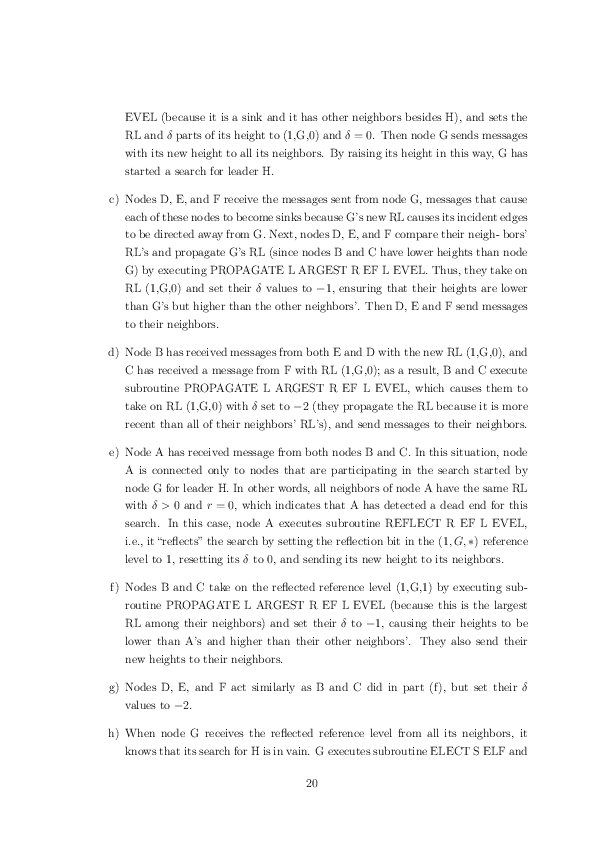 EVEL (because it is a sink and it has other neighbors besides H), and sets the
RL and δ parts of its height to (1,G,0) and δ = 0. Then node G sends messages
with its new height to all its neighbors. By raising its height in this way, G has
started a search for leader H.
c) Nodes D, E, and F receive the messages sent from node G, messages that cause
each of these nodes to become sinks because G's new RL causes its incident edges
to be directed away from G. Next, nodes D, E, and F compare their neigh- bors'
RL's and propagate G's RL (since nodes B and C have lower heights than node
G) by executing PROPAGATE L ARGEST R EF L EVEL. Thus, they take on
RL (1,G,0) and set their δ values to −1, ensuring that their heights are lower
than G's but higher than the other neighbors'. Then D, E and F send messages
to their neighbors.
d) Node B has received messages from both E and D with the new RL (1,G,0), and
C has received a message from F with RL (1,G,0); as a result, B and C execute
subroutine PROPAGATE L ARGEST R EF L EVEL, which causes them to
take on RL (1,G,0) with δ set to −2 (they propagate the RL because it is more
recent than all of their neighbors' RL's), and send messages to their neighbors.
e) Node A has received message from both nodes B and C. In this situation, node
A is connected only to nodes that are participating in the search started by
node G for leader H. In other words, all neighbors of node A have the same RL
with δ > 0 and r = 0, which indicates that A has detected a dead end for this
search. In this case, node A executes subroutine REFLECT R EF L EVEL,
i.e., it “reflects” the search by setting the reflection bit in the (1, G, ∗) reference
level to 1, resetting its δ to 0, and sending its new height to its neighbors.
f) Nodes B and C take on the reflected reference level (1,G,1) by executing sub-
routine PROPAGATE L ARGEST R EF L EVEL (because this is the largest
RL among their neighbors) and set their δ to −1, causing their heights to be
lower than A's and higher than their other neighbors'. They also send their
new heights to their neighbors.
g) Nodes D, E, and F act similarly as B and C did in part (f), but set their δ
values to −2.
h) When node G receives the reflected reference level from all its neighbors, it
knows that its search for H is in vain. G executes subroutine ELECT S ELF and
20